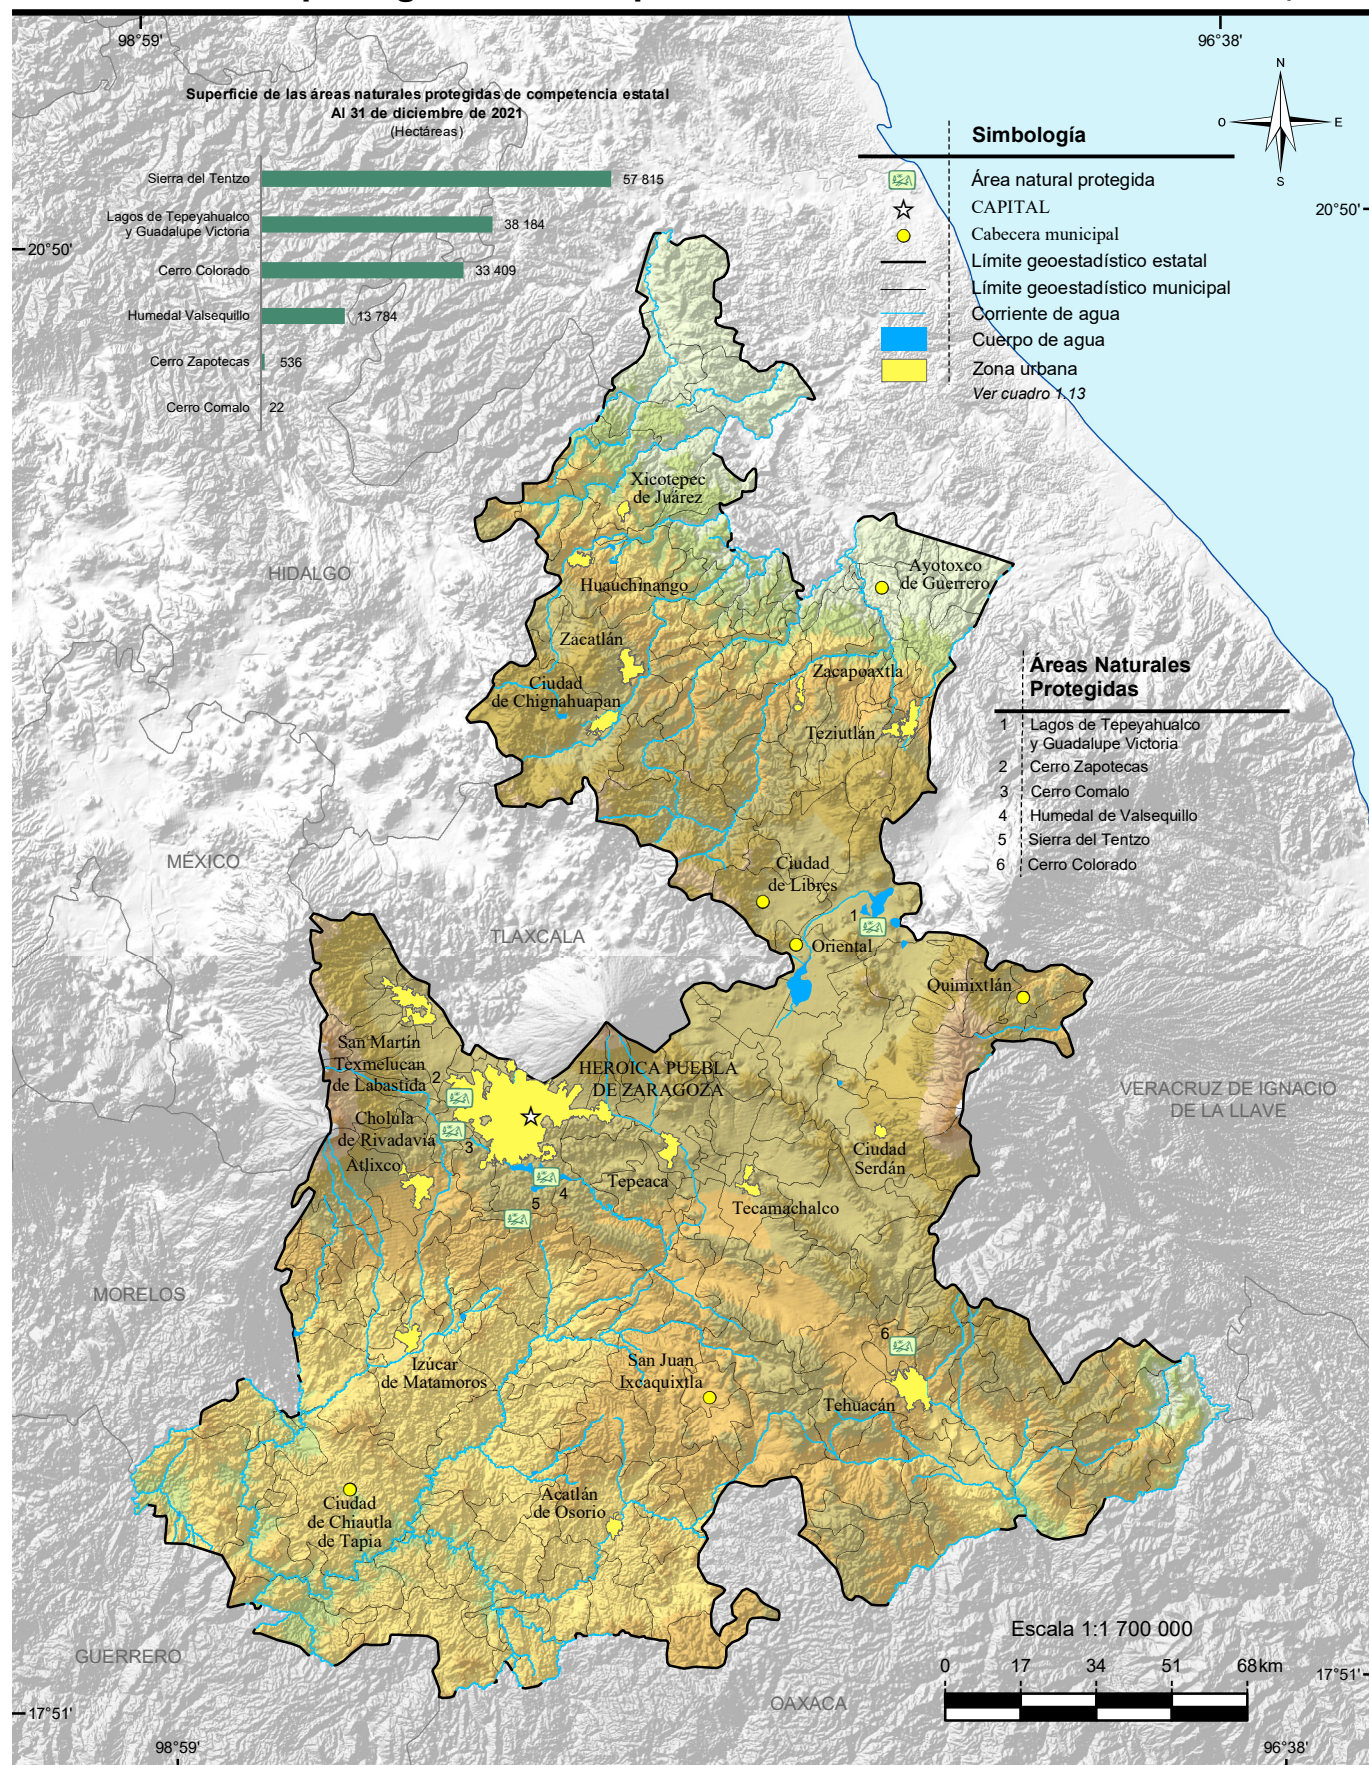 98°59'
96°38'
Superficie de las áreas naturales protegidas de competencia estatal
Al 31 de diciembre de 2021
(Hectáreas)
Sierra del Tentzo
57 815
Lagos de Tepeyahualco
y Guadalupe Victoria
38 184
Cerro Colorado
33 409
Humedal Valsequillo
13 784
Cerro Zapotecas
536
Cerro Comalo
22
N
O
E
S
Simbología
Área natural protegida
CAPITAL
Cabecera municipal
Límite geoestadístico estatal
Límite geoestadístico municipal
Corriente de agua
Cuerpo de agua
Zona urbana
Ver cuadro 1.13
20°50'
20°50'
Xicotepec
de Juárez
HIDALGO
Huauchinango
Ayotoxco
de Guerrero
Zacatlán
Ciudad
de Chignahuapan
Zacapoaxtla
Teziutlán
Áreas Naturales
Protegidas
1 Lagos de Tepeyahualco
y Guadalupe Victoria
2 Cerro Zapotecas
3 Cerro Comalo
4 Humedal de Valsequillo
5 Sierra del Tentzo
6 Cerro Colorado
MÉXICO
TLAXCALA
Ciudad
de Libres
1
Oriental
Quimixtlán
San Martín
Texmelucan
de Labastida
2
HEROICA PUEBLA
DE ZARAGOZA
VERACRUZ DE IGNACIO
DE LA LLAVE
Cholula
de Rivadavia
3
Atlixco
Ciudad
Serdán
Tepeaca
4
5
Tecamachalco
MORELOS
6
Izúcar
de Matamoros
San Juan
Ixcaquixtla
Tehuacán
Ciudad
de Chiautla
de Tapia
Acatlán
de Osorio
GUERRERO
OAXACA
Escala 1:1 700 000
0 17 34 51 68km
17°51'
17°51'
98°59'
96°38'